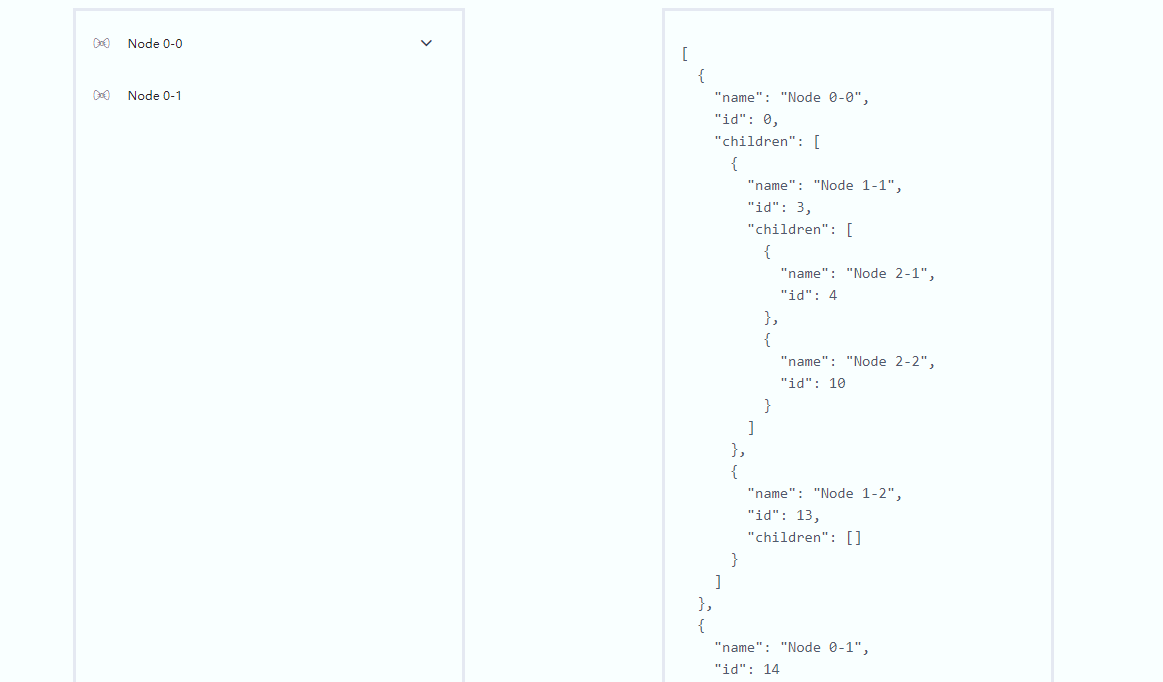 Node 0-0
Node 0-1
[
{
"name": "Node 0-0",
"id": 0,
"children": [
{
"name": "Node 1-1",
"id": 3,
"children": [
{
"name": "Node 2-1",
"id": 4
},
{
"name": "Node 2-2",
"id": 10
}
]
},
{
"name": "Node 1-2",
"id": 13,
"children": []
}
]
},
{
"name": "Node 0-1",
"id": 14